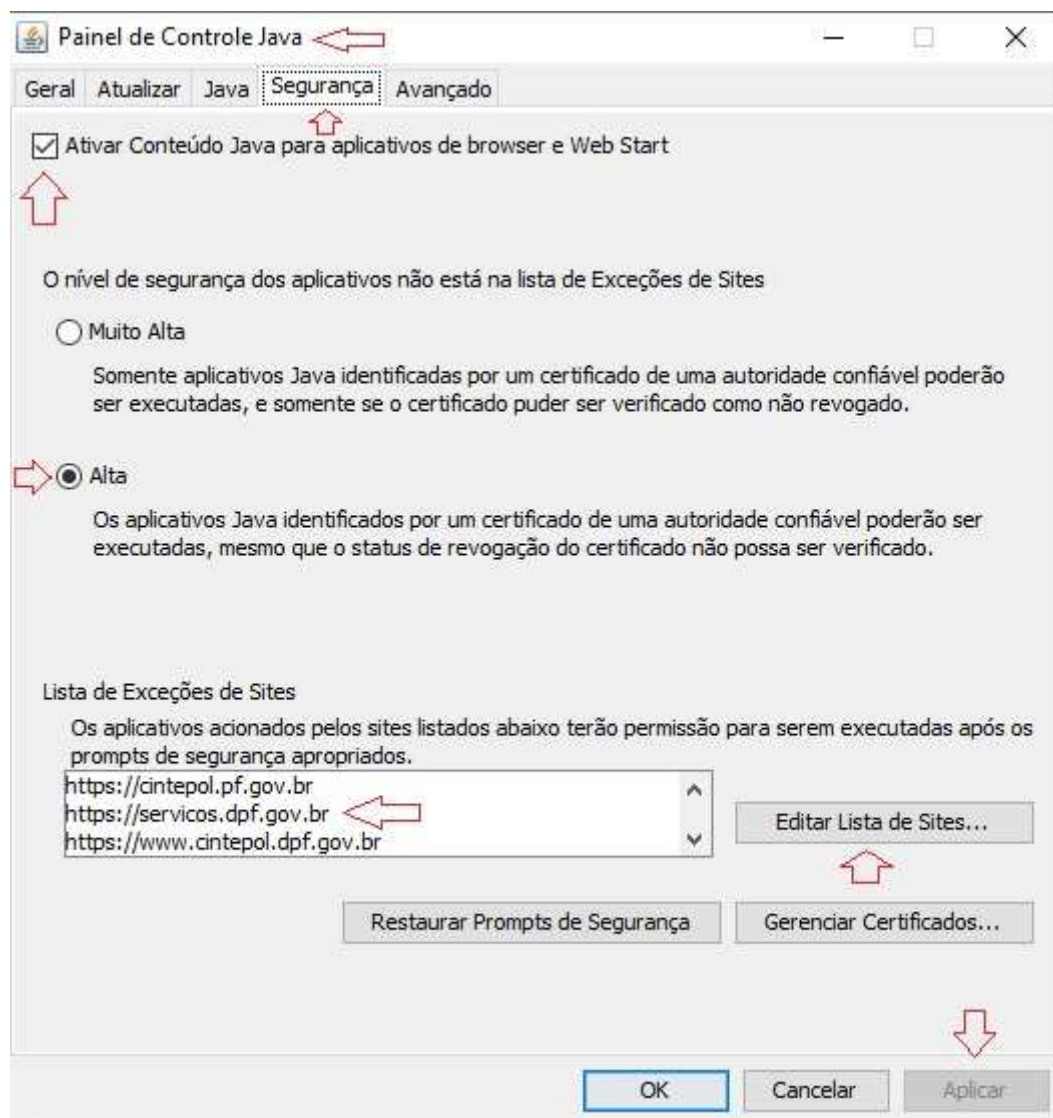 Painel de Controle Java
Geral Atualizar Java Segurança Avançado
Ativar Conteúdo Java para aplicativos de browser e Web Start
O nível de segurança dos aplicativos não está na lista de Exceções de Sites
Muito Alta
Somente aplicativos Java identificadas por um certificado de uma autoridade confiável poderão
ser executadas, e somente se o certificado puder ser verificado como não revogado.
Alta
Os aplicativos Java identificados por um certificado de uma autoridade confiável poderão ser
executadas, mesmo que o status de revogação do certificado não possa ser verificado.
Lista de Exceções de Sites
Os aplicativos acionados pelos sites listados abaixo terão permissão para serem executadas após os
prompts de segurança apropriados.
https://cintepol.pf.gov.br
https://servicos.dpf.gov.br
https://www.cintepol.dpf.gov.br
Editar Lista de Sites...
Restaurar Prompts de Segurança Gerenciar Certificados...
OK Cancelar Aplicar